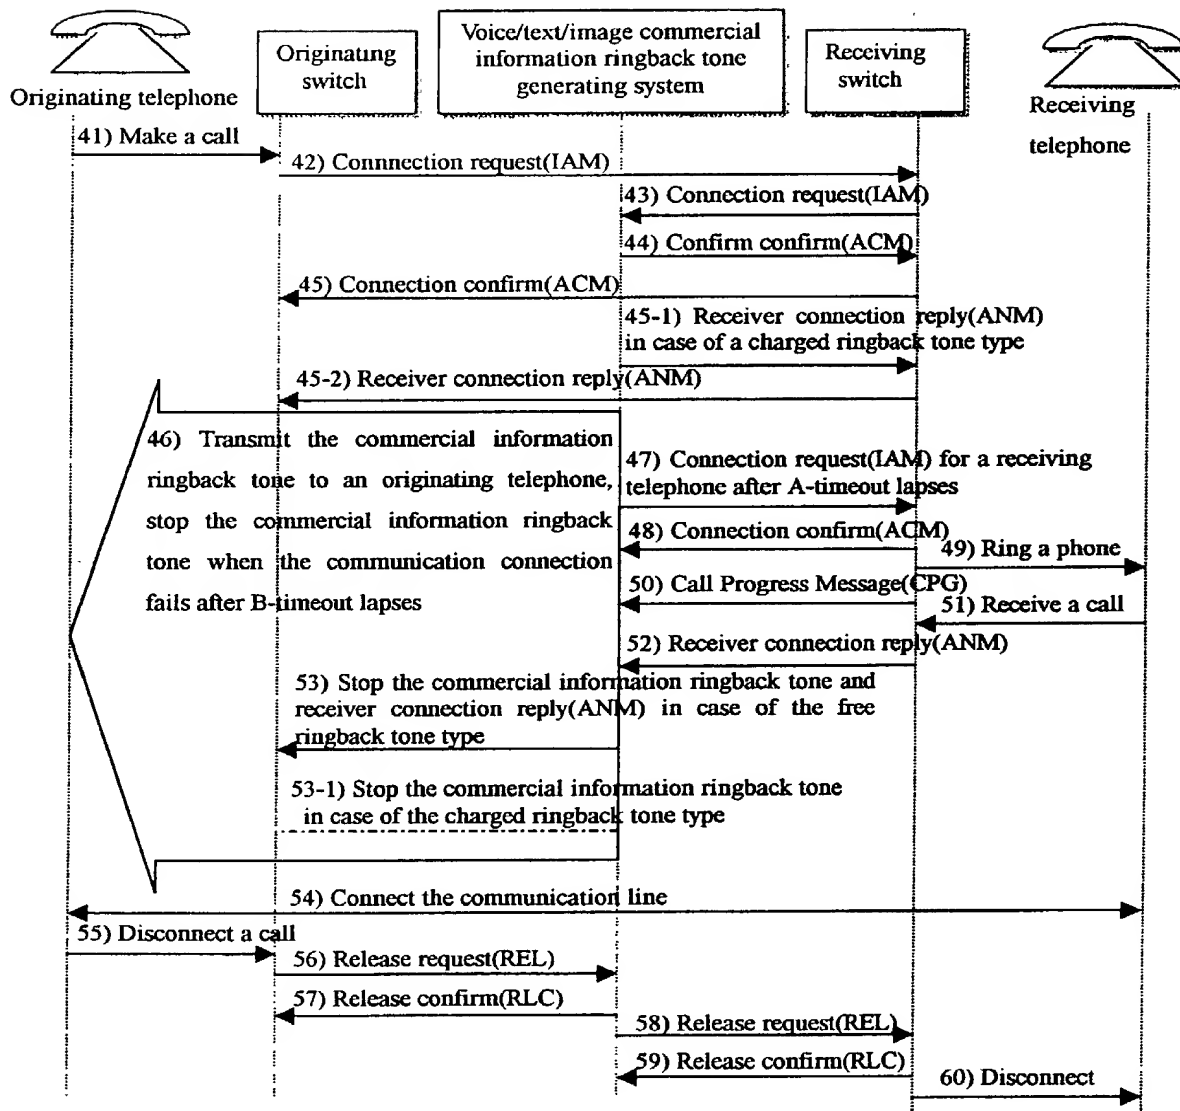 Originating telephone
Originating
switch
Voice/text/image commercial
information ringback tone
generating system
Receiving
switch
Receiving
telephone
41) Make a call
42) Connnection request(IAM)
43) Connection request(IAM)
44) Confirm confirm(ACM)
45) Connection confirm(ACM)
45-1) Receiver connection reply(ANM)
in case of a charged ringback tone type
45-2) Receiver connection reply(ANM)
46) Transmit the commercial information
ringback tone to an originating telephone,
stop the commercial information ringback
tone when the communication connection
fails after B-timeout lapses
47) Connection request(IAM) for a receiving
telephone after A-timeout lapses
48) Connection confirm(ACM)
49) Ring a phone
50) Call Progress Message(CPG)
51) Receive a call
52) Receiver connection reply(ANM)
53) Stop the commercial information ringback tone and
receiver connection reply(ANM) in case of the free
ringback tone type
53-1) Stop the commercial information ringback tone
in case of the charged ringback tone type
54) Connect the communication line
55) Disconnect a call
56) Release request(REL)
57) Release confirm(RLC)
58) Release request(REL)
59) Release confirm(RLC)
60) Disconnect